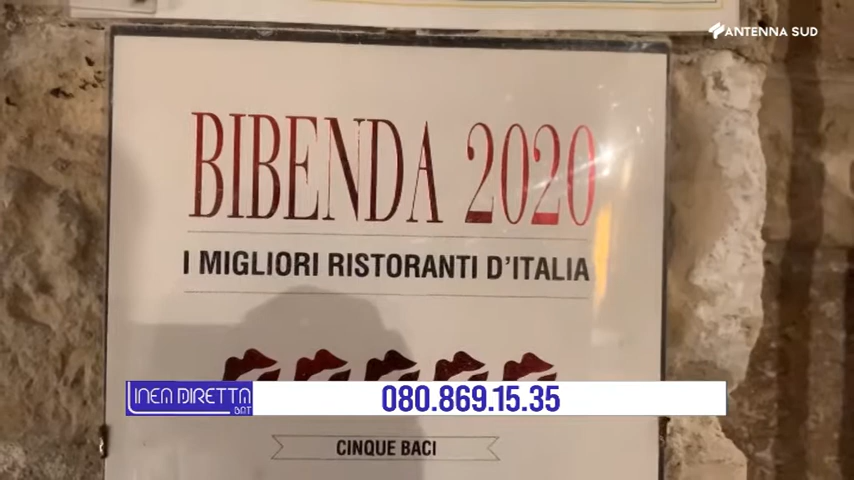 ANTENNA SUD
BIBENDA 2020
I MIGLIORI RISTORANTI D'ITALIA
LINEA DIRETTA
BAT
080.869.15.35
CINQUE BACI